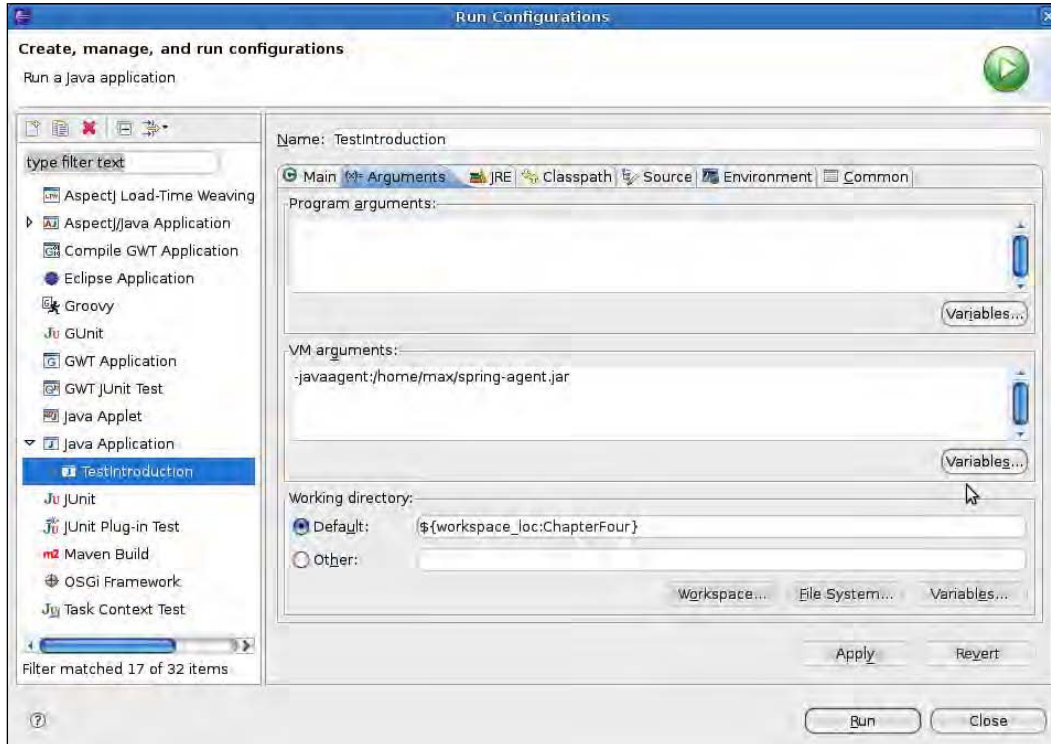 Run Configurations
Create, manage, and run configurations
Run a Java application
type filter text
AspectJ Load-Time Weaving
AspectJ/Java Application
Compile GWT Application
Eclipse Application
Groovy
GUnit
GWT Application
GWT JUnit Test
Java Applet
Java Application
TestIntroduction
JUnit
JUnit Plug-in Test
Maven Build
OSGi Framework
Task Context Test
Filter matched 17 of 32 items
Name: TestIntroduction
Main (x)= Arguments JRE Classpath Source Environment Common
Program arguments:
Variables...
VM arguments:
-javaagent:/home/max/spring-agent.jar
Variables...
Working directory:
Default: ${workspace_loc:ChapterFour}
Other:
Workspace... File System... Variables...
Apply Revert
Run Close